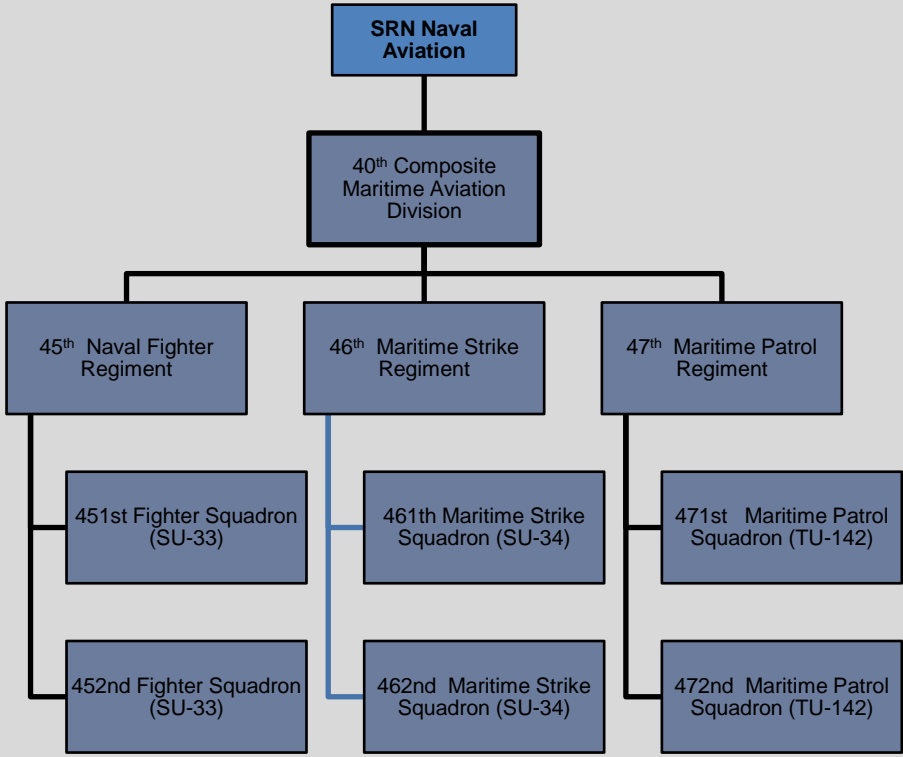 SRN Naval
Aviation
40th Composite
Maritime Aviation
Division
45th Naval Fighter
Regiment
46th Maritime Strike
Regiment
47th Maritime Patrol
Regiment
451st Fighter Squadron
(SU-33)
461th Maritime Strike
Squadron (SU-34)
471st Maritime Patrol
Squadron (TU-142)
452nd Fighter Squadron
(SU-33)
462nd Maritime Strike
Squadron (SU-34)
472nd Maritime Patrol
Squadron (TU-142)